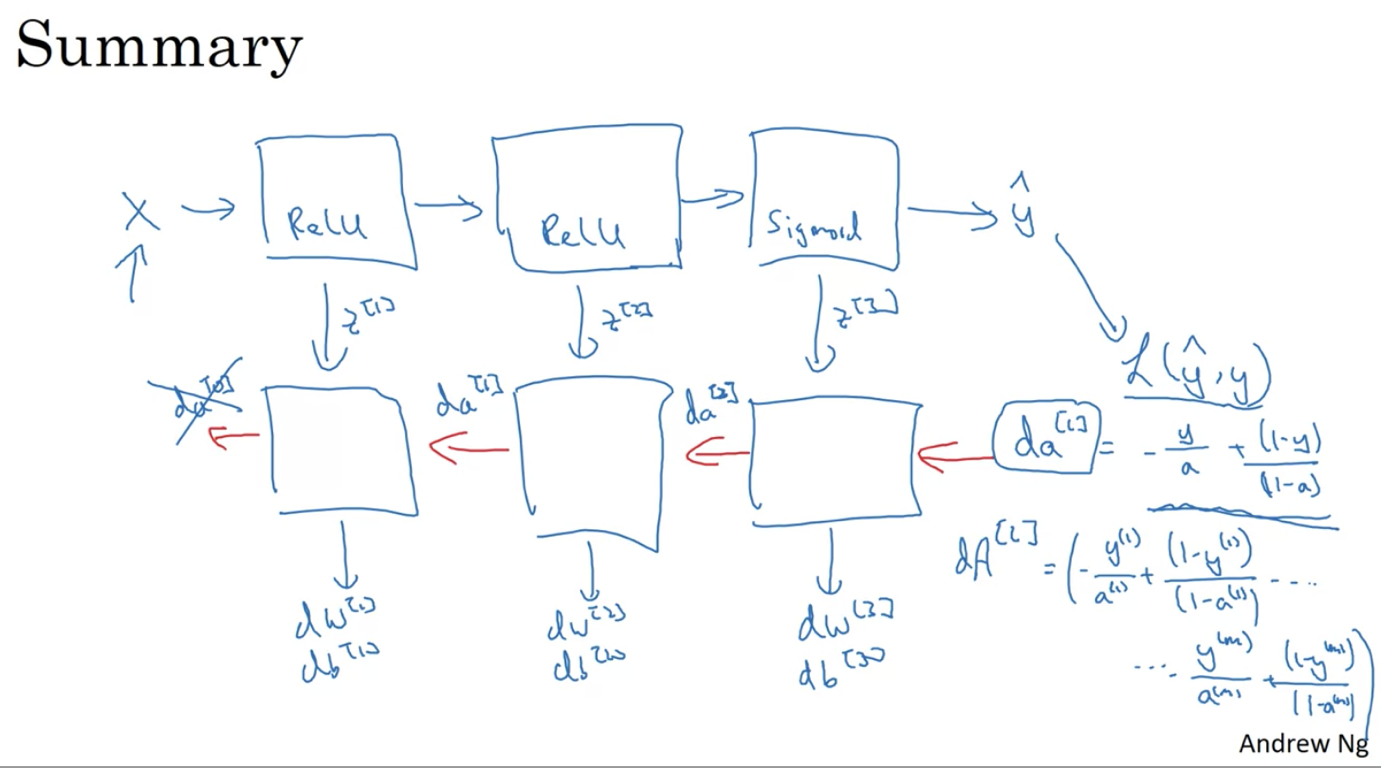 Summary
X → ReLU → ReLU → Sigmoid → ŷ
z[1] z[2] z[3]
L(ŷ, y)
da[0] da[1] da[2] da[l] = - y/a + (1-y)/(1-a)
dA[l] = (- y(1)/a(1) + (1-y(1))/(1-a(1)) ....
.... y(m)/a(m) + (1-y(m))/(1-a(m)))
dw[1] dw[2] dw[3]
db[1] db[2] db[3]
Andrew Ng